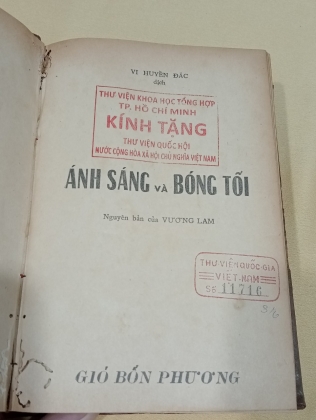 VI HUYỀN ĐẮC
dịch
THƯ VIỆN KHOA HỌC TỔNG HỢP
TP. HỒ CHÍ MINH
KÍNH TẶNG
THƯ VIỆN QUỐC HỘI
NƯỚC CỘNG HÒA XÃ HỘI CHỦ NGHĨA VIỆT NAM
ÁNH SÁNG VÀ BÓNG TỐI
Nguyên bản của VƯƠNG LAM
THƯ VIỆN QUỐC GIA
VIỆT NAM
11716
GIÓ BỐN PHƯƠNG